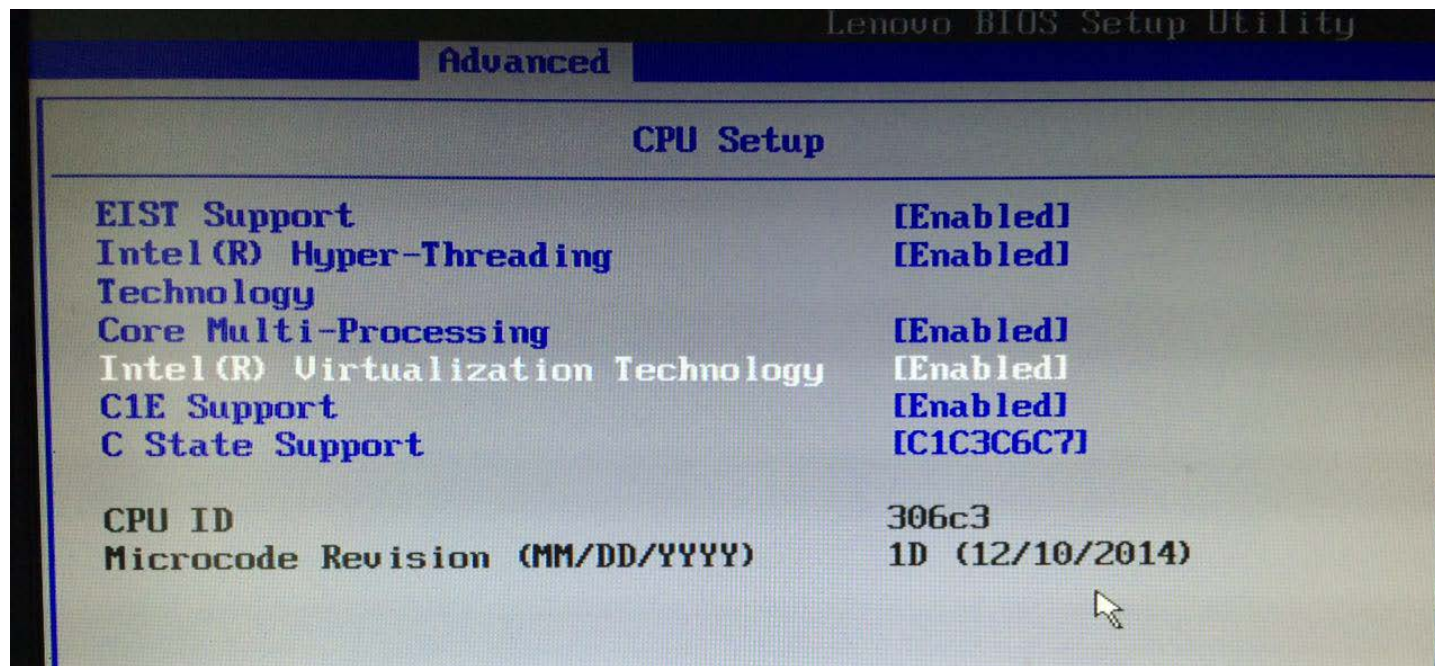 Lenovo BIOS Setup Utility
Advanced
CPU Setup
EIST Support [Enabled]
Intel(R) Hyper-Threading [Enabled]
Technology
Core Multi-Processing [Enabled]
Intel(R) Virtualization Technology [Enabled]
C1E Support [Enabled]
C State Support [C1C3C6C7]
CPU ID 306c3
Microcode Revision (MM/DD/YYYY) 1D (12/10/2014)